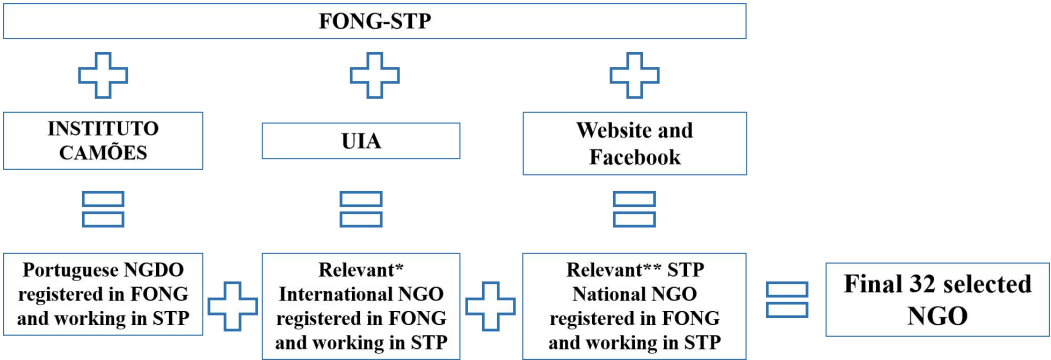 FONG-STP
INSTITUTO
CAMÕES
UIA
Website and
Facebook
Portuguese NGDO
registered in FONG
and working in STP
Relevant*
International NGO
registered in FONG
and working in STP
Relevant** STP
National NGO
registered in FONG
and working in STP
Final 32 selected
NGO